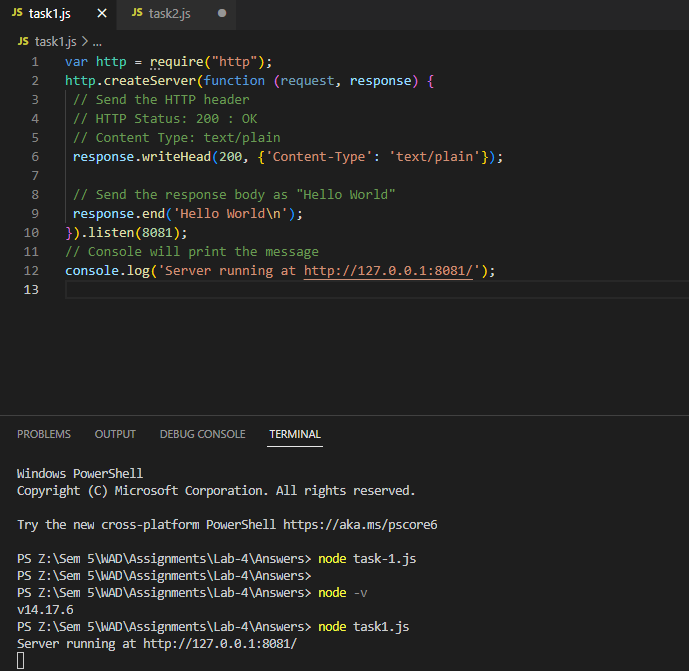 JS task1.js × JS task2.js ●
JS task1.js > ...
1 var http = require("http");
2 http.createServer(function (request, response) {
3 // Send the HTTP header
4 // HTTP Status: 200 : OK
5 // Content Type: text/plain
6 response.writeHead(200, {'Content-Type': 'text/plain'});
7
8 // Send the response body as "Hello World"
9 response.end('Hello World\n');
10 }).listen(8081);
11 // Console will print the message
12 console.log('Server running at http://127.0.0.1:8081/');
13
PROBLEMS OUTPUT DEBUG CONSOLE TERMINAL
Windows PowerShell
Copyright (C) Microsoft Corporation. All rights reserved.
Try the new cross-platform PowerShell https://aka.ms/pscore6
PS Z:\Sem 5\WAD\Assignments\Lab-4\Answers> node task-1.js
PS Z:\Sem 5\WAD\Assignments\Lab-4\Answers>
PS Z:\Sem 5\WAD\Assignments\Lab-4\Answers> node -v
v14.17.6
PS Z:\Sem 5\WAD\Assignments\Lab-4\Answers> node task1.js
Server running at http://127.0.0.1:8081/